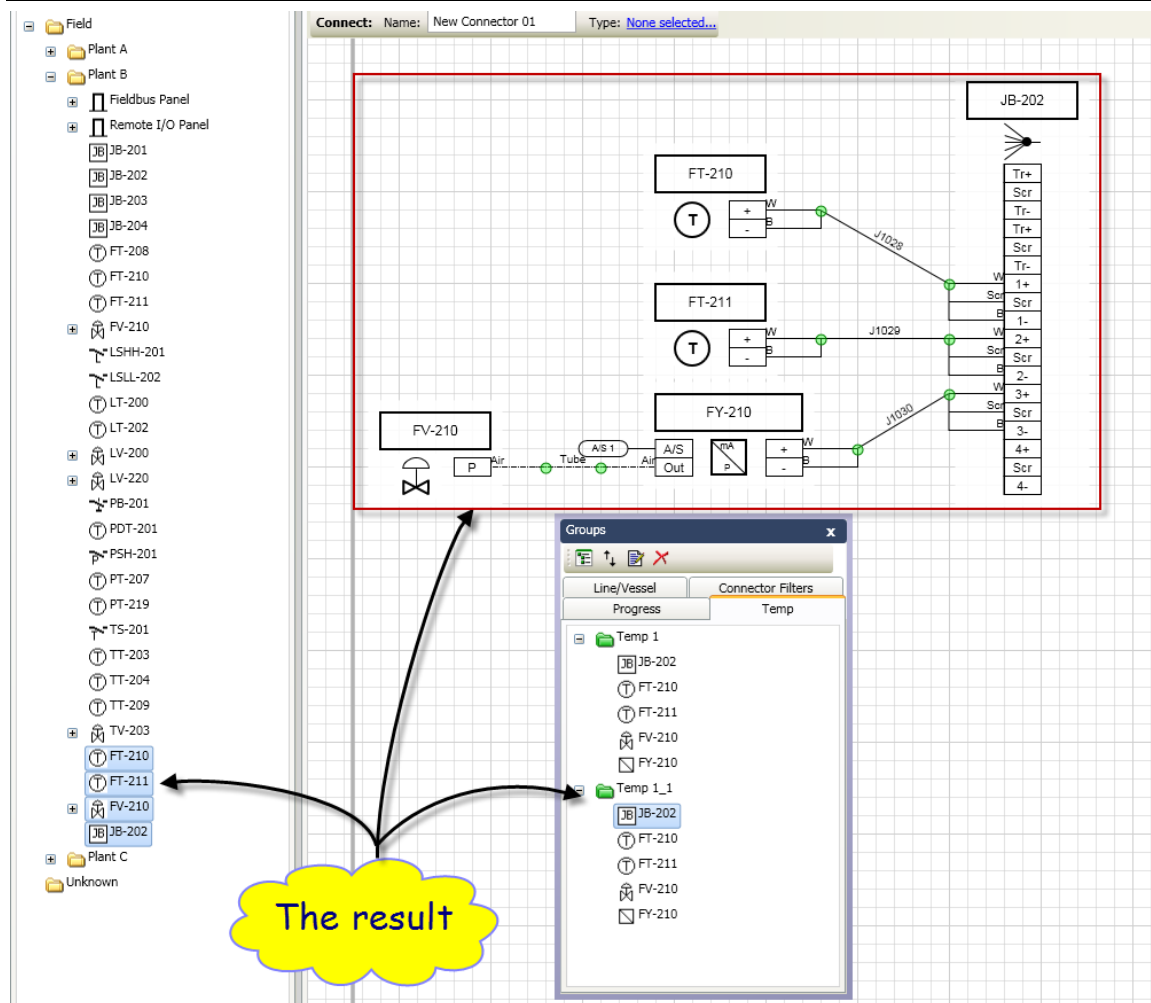 Field
Plant A
Plant B
Fieldbus Panel
Remote I/O Panel
JB JB-201
JB JB-202
JB JB-203
JB JB-204
T FT-208
T FT-210
T FT-211
FV-210
LSHH-201
LSLL-202
T LT-200
T LT-202
LV-200
LV-220
PB-201
T PDT-201
P PSH-201
T PT-207
T PT-219
TS-201
T TT-203
T TT-204
T TT-209
TV-203
T FT-210
T FT-211
FV-210
JB JB-202
Plant C
Unknown
Connect: Name: New Connector 01 Type: None selected...
JB-202
Tr+
Scr
Tr-
Tr+
Scr
Tr-
W 1+
Scr Scr
B 1-
W 2+
Scr Scr
B 2-
W 3+
Scr Scr
B 3-
4+
Scr
4-
FT-210
T + W
- B
J1028
FT-211
T + W
- B
J1029
FY-210
A/S 1 A/S mA + W
Air Out P - B
J1030
FV-210
P Air Tube
Groups x
Line/Vessel Connector Filters
Progress Temp
Temp 1
JB JB-202
T FT-210
T FT-211
FV-210
FY-210
Temp 1_1
JB JB-202
T FT-210
T FT-211
FV-210
FY-210
The result